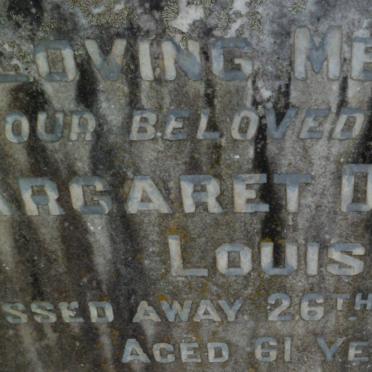 LOVING ME
OUR BELOVED
ARGARET D
LOUIS
SSED AWAY 26TH
AGED 61 YE